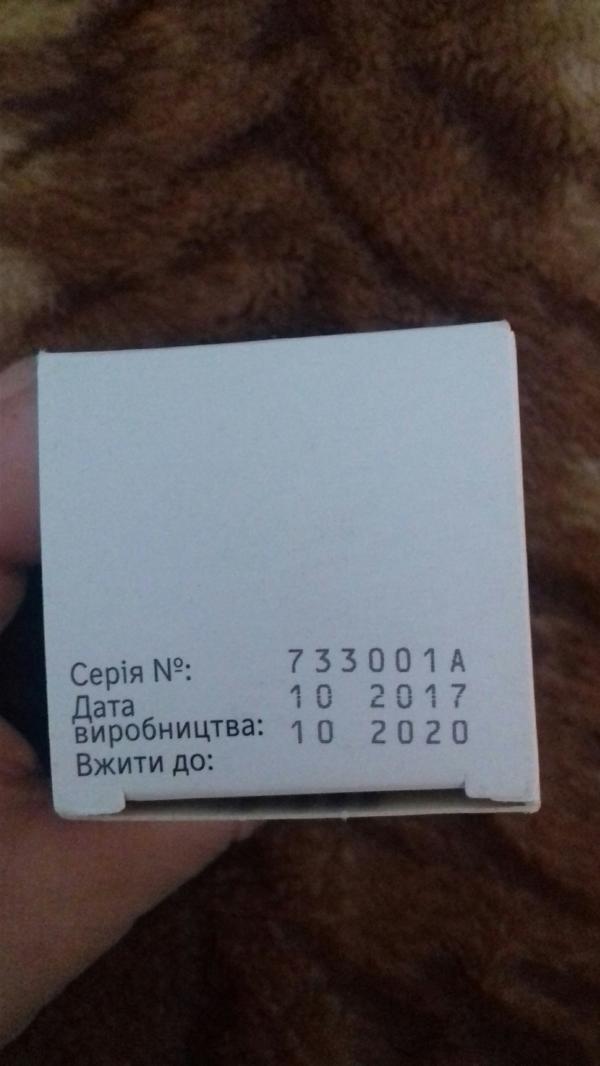 Серія №: 733001A
Дата 10 2017
виробництва: 10 2020
Вжити до: